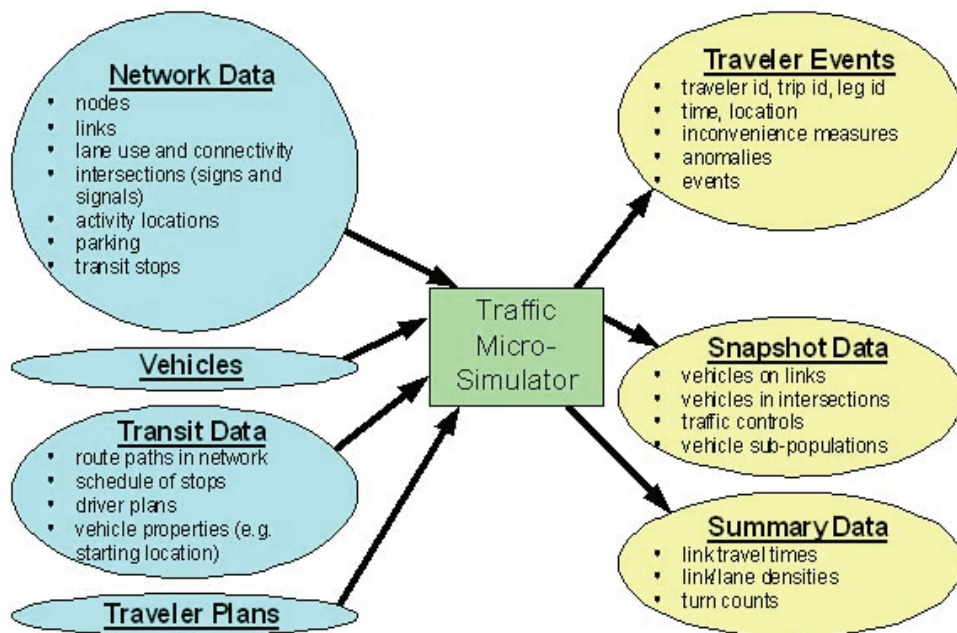 Network Data
• nodes
• links
• lane use and connectivity
• intersections (signs and
signals)
• activity locations
• parking
• transit stops
Vehicles
Transit Data
• route paths in network
• schedule of stops
• driver plans
• vehicle properties (e.g.
starting location)
Traveler Plans
Traffic
Micro-
Simulator
Traveler Events
• traveler id, trip id, leg id
• time, location
• inconvenience measures
• anomalies
• events
Snapshot Data
• vehicles on links
• vehicles in intersections
• traffic controls
• vehicle sub-populations
Summary Data
• link travel times
• link/lane densities
• turn counts